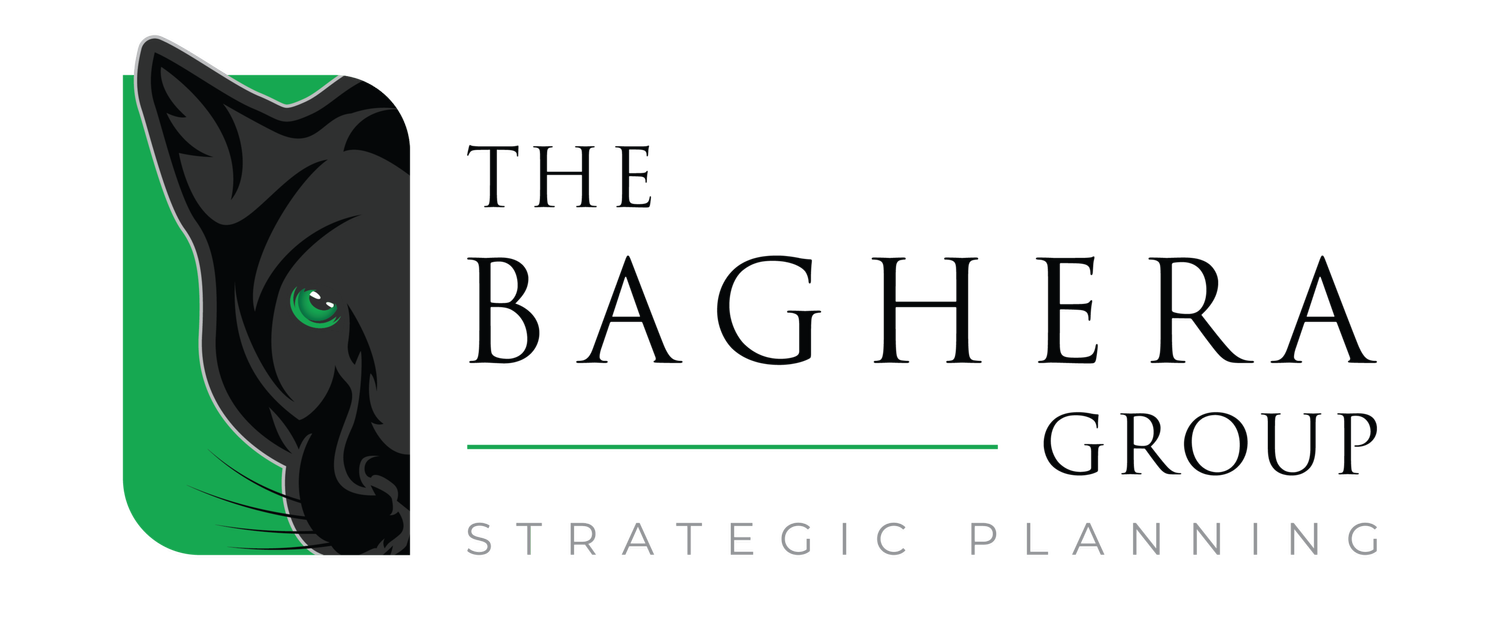 THE
BAGHERA
GROUP
STRATEGIC PLANNING